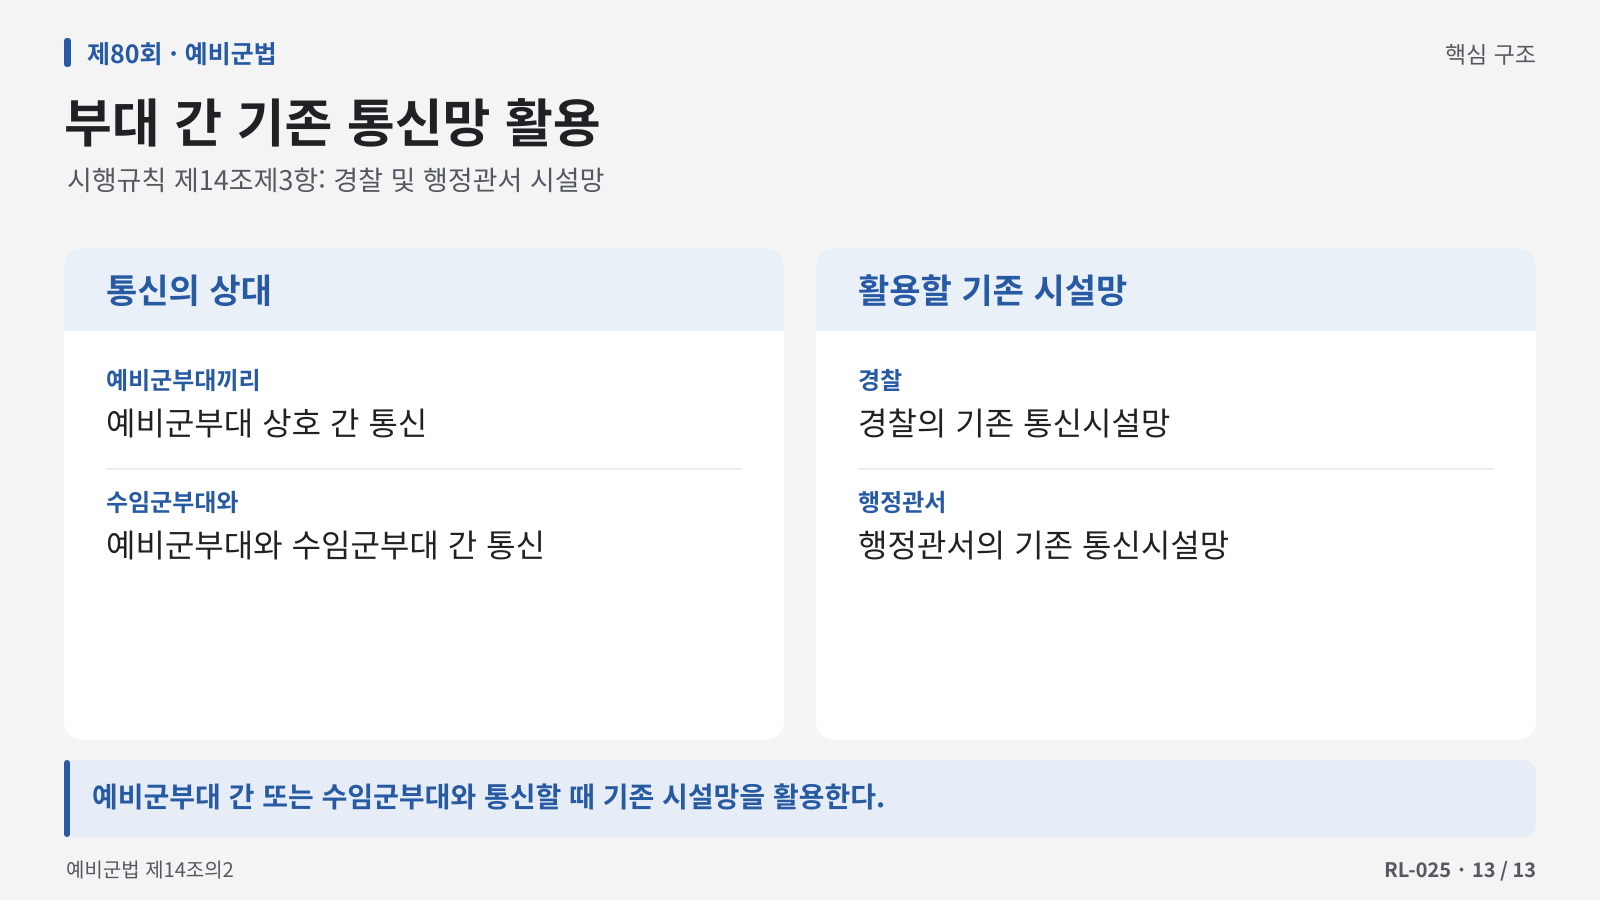 제80회 · 예비군법
핵심 구조
부대 간 기존 통신망 활용
시행규칙 제14조제3항: 경찰 및 행정관서 시설망
통신의 상대
예비군부대끼리
예비군부대 상호 간 통신
수임군부대와
예비군부대와 수임군부대 간 통신
활용할 기존 시설망
경찰
경찰의 기존 통신시설망
행정관서
행정관서의 기존 통신시설망
예비군부대 간 또는 수임군부대와 통신할 때 기존 시설망을 활용한다.
예비군법 제14조의2
RL-025 · 13 / 13